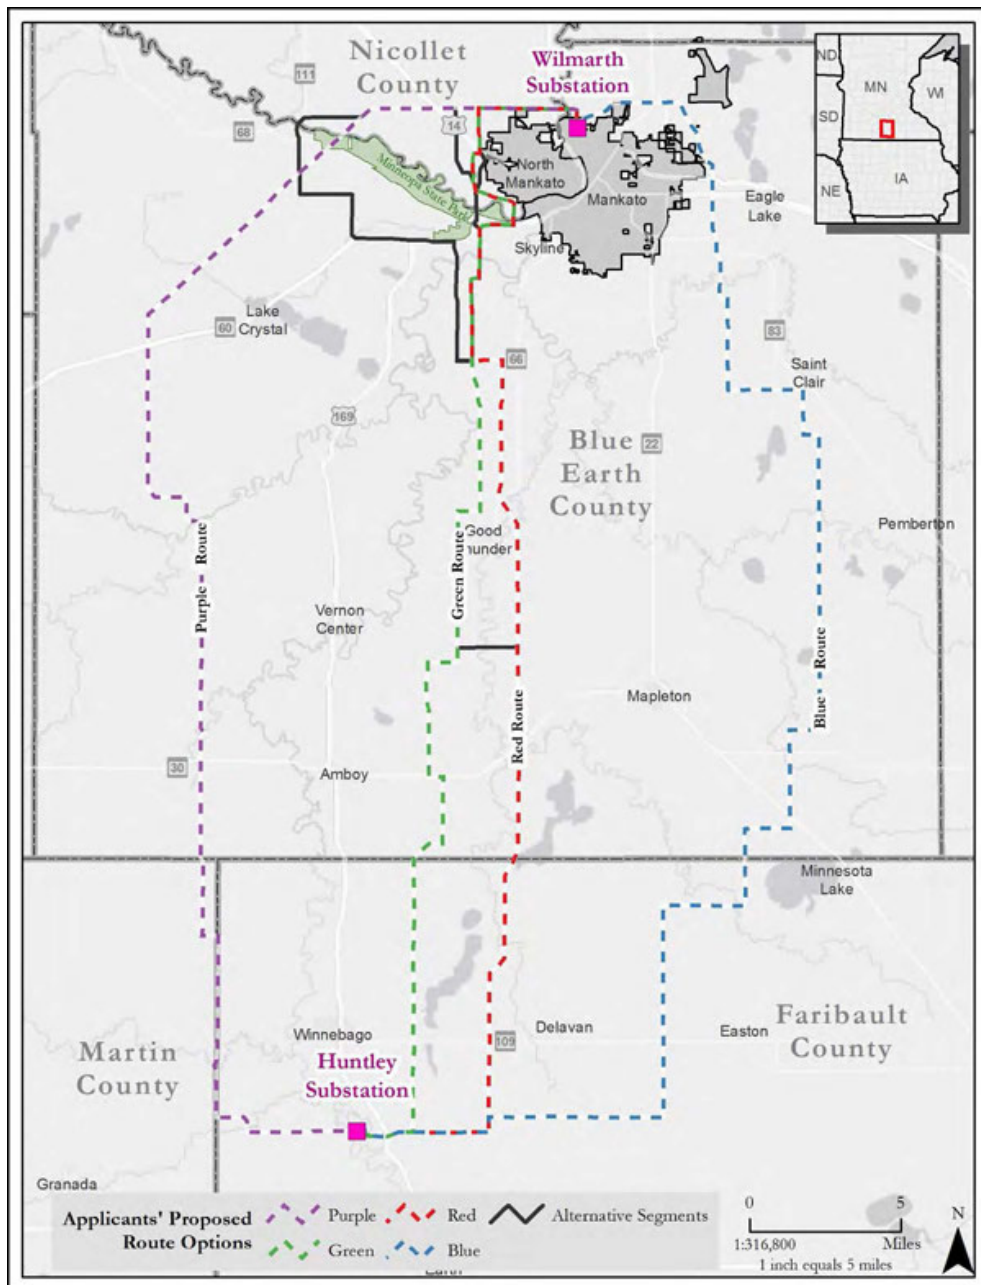 Nicollet
County
Wilmarth
Substation
111
68
14
Minneopa State Park
North
Mankato
Mankato
Eagle
Lake
Skyline
ND
MN
WI
SD
NE
IA
Lake
Crystal
60
83
66
Saint
Clair
169
Blue
Earth
County
22
Purple Route
Green Route
Good
Pemberton
Vernon
Center
Blue Route
Red Route
Mapleton
30
Amboy
Minnesota
Lake
Winnebago
Delavan
Easton
Faribault
County
Martin
County
109
Huntley
Substation
Granada
Applicants' Proposed
Route Options
Purple
Red
Alternative Segments
Green
Blue
0 5
1:316,800 Miles
1 inch equals 5 miles
N